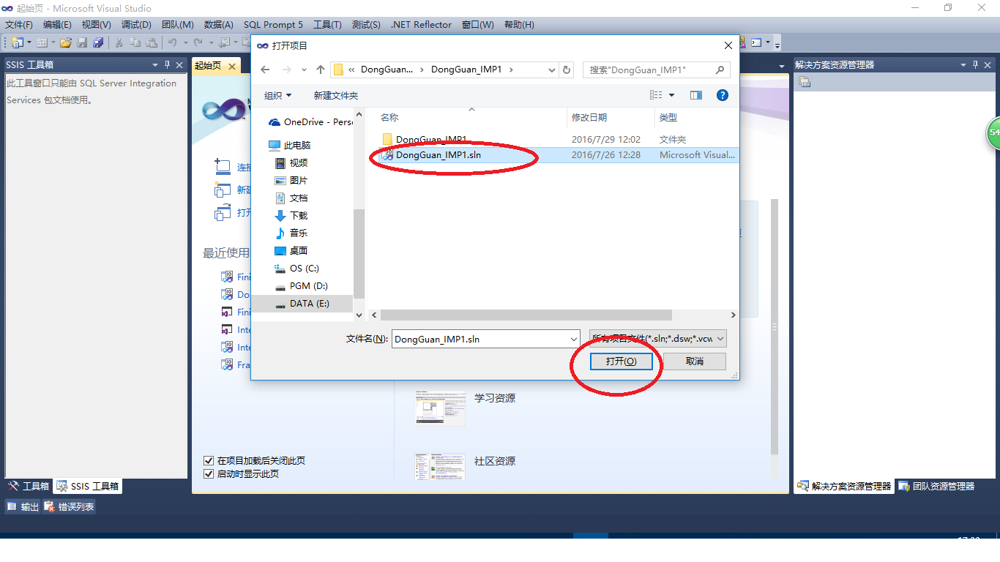 起始页 - Microsoft Visual Studio
文件(F) 编辑(E) 视图(V) 调试(D) 团队(M) 数据(A) SQL Prompt 5 工具(T) 测试(S) .NET Reflector 窗口(W) 帮助(H)
SSIS 工具箱
此工具窗口只能由 SQL Server Integration
Services 包文档使用。
起始页
打开项目
« DongGuan... › DongGuan_IMP1 ›
搜索"DongGuan_IMP1"
组织
新建文件夹
OneDrive - Perso
此电脑
视频
图片
文档
下载
音乐
桌面
OS (C:)
PGM (D:)
DATA (E:)
名称 修改日期 类型
DongGuan_IMP1 2016/7/29 12:02 文件夹
DongGuan_IMP1.sln 2016/7/26 12:28 Microsoft Visual...
文件名(N): DongGuan_IMP1.sln
所有项目文件(*.sln;*.dsw;*.vcw
打开(O) 取消
连接
新建
打开
最近使用
Fini
Do
Fini
Inte
Inte
Fra
学习资源
社区资源
在项目加载后关闭此页
启动时显示此页
解决方案资源管理器
54
工具箱 SSIS 工具箱
解决方案资源管理器 团队资源管理器
输出 错误列表